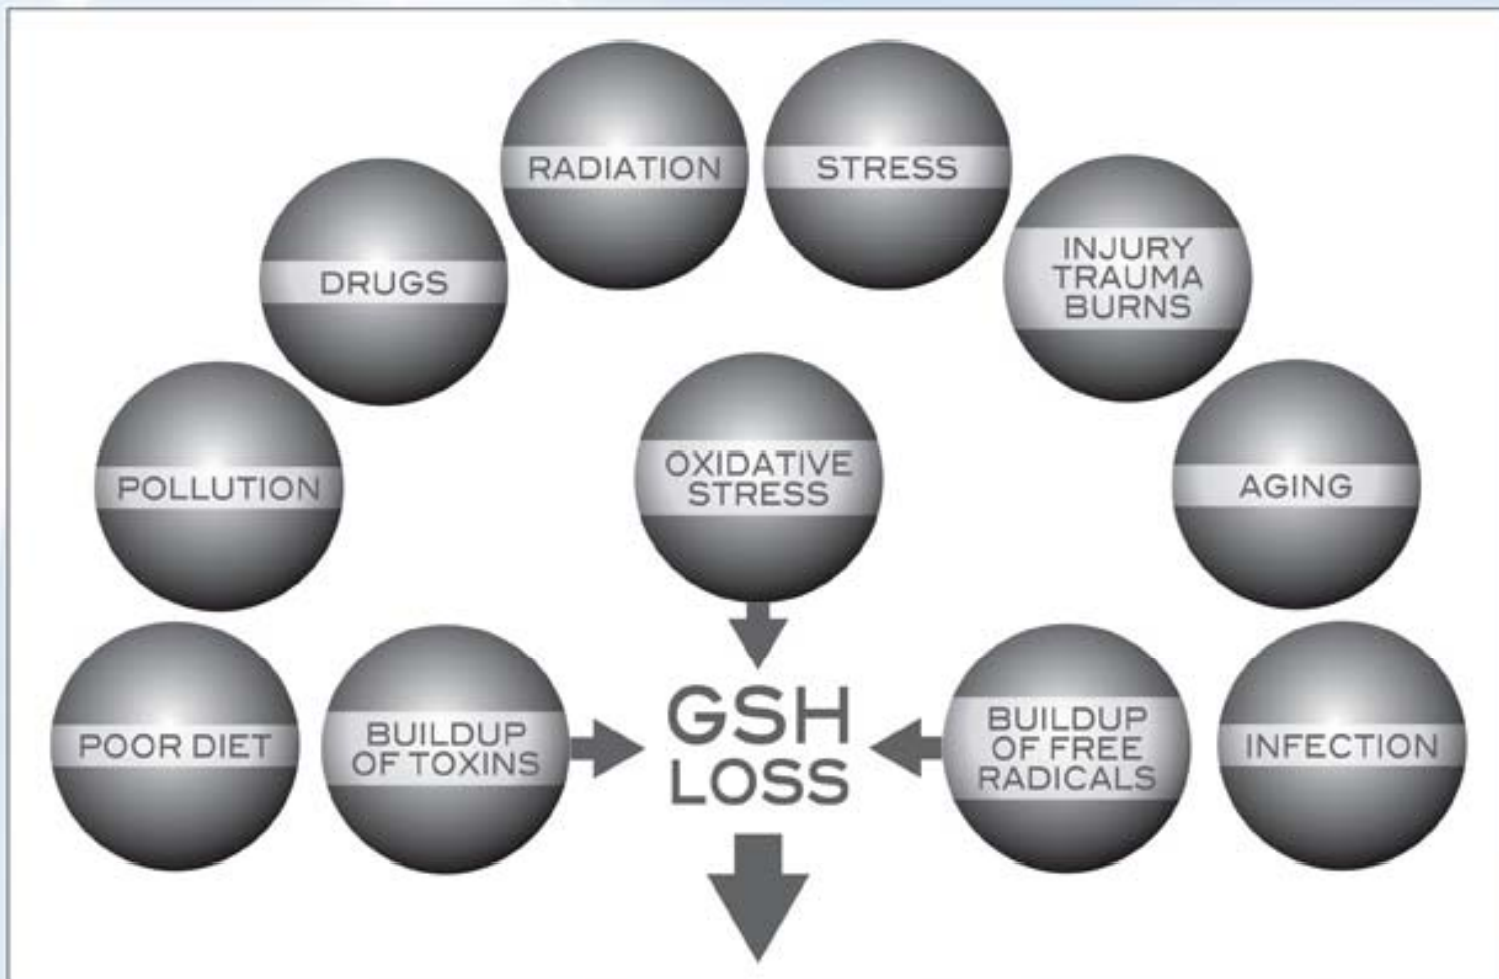 RADIATION
STRESS
DRUGS
INJURY
TRAUMA
BURNS
POLLUTION
OXIDATIVE
STRESS
AGING
POOR DIET
BUILDUP
OF TOXINS
GSH
LOSS
BUILDUP
OF FREE
RADICALS
INFECTION